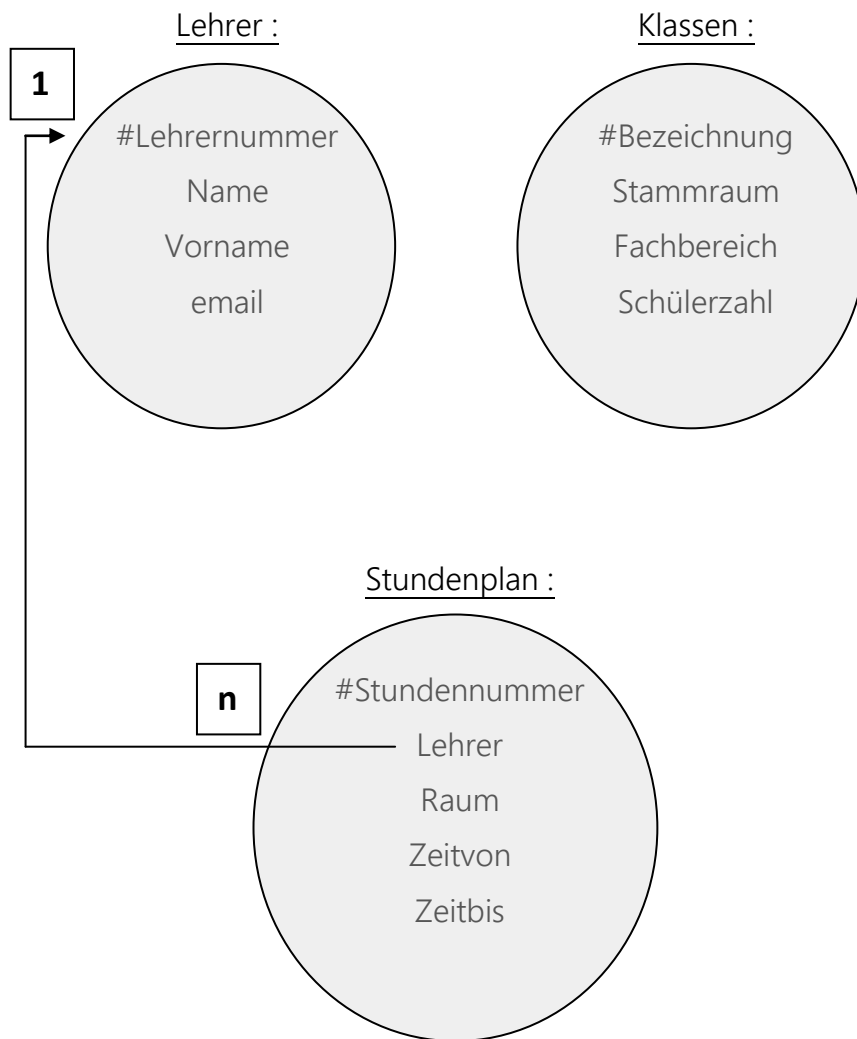 Lehrer :
1
#Lehrernummer
Name
Vorname
email
Klassen :
#Bezeichnung
Stammraum
Fachbereich
Schülerzahl
Stundenplan :
n
#Stundennummer
Lehrer
Raum
Zeitvon
Zeitbis